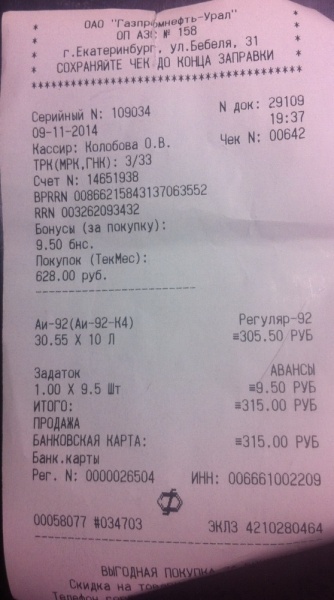 ОАО "Газпромнефть-Урал"
ОП АЗС № 158
г.Екатеринбург, ул.Бебеля, 31
СОХРАНЯЙТЕ ЧЕК ДО КОНЦА ЗАПРАВКИ
Серийный N: 109034 N док: 29109
09-11-2014 19:37
Кассир: Колобова О.В. Чек N: 00642
ТРК(МРК,ГНК): 3/33
Счет N: 14651938
BPRRN 00866215843137063552
RRN 003262093432
Бонусы (за покупку):
9.50 бнс.
Покупок (ТекМес):
628.00 руб.
Аи-92(Аи-92-К4) Регуляр-92
30.55 X 10 Л ≡305.50 РУБ
Задаток АВАНСЫ
1.00 X 9.5 Шт ≡9.50 РУБ
ИТОГО: ≡315.00 РУБ
ПРОДАЖА
БАНКОВСКАЯ КАРТА: ≡315.00 РУБ
Банк.карты
Рег. N: 0000026504 ИНН: 006661002209
00058077 #034703 ЭКЛЗ 4210280464
ВЫГОДНАЯ ПОКУПКА
Скидка на
Телефон